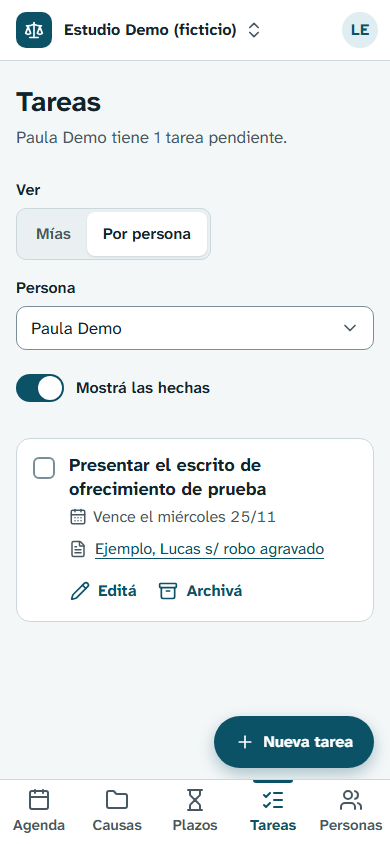 Estudio Demo (ficticio)
LE
Tareas
Paula Demo tiene 1 tarea pendiente.
Ver
Mías
Por persona
Persona
Paula Demo
Mostrá las hechas
Presentar el escrito de
ofrecimiento de prueba
Vence el miércoles 25/11
Ejemplo, Lucas s/ robo agravado
Editá
Archivá
Nueva tarea
Agenda
Causas
Plazos
Tareas
Personas